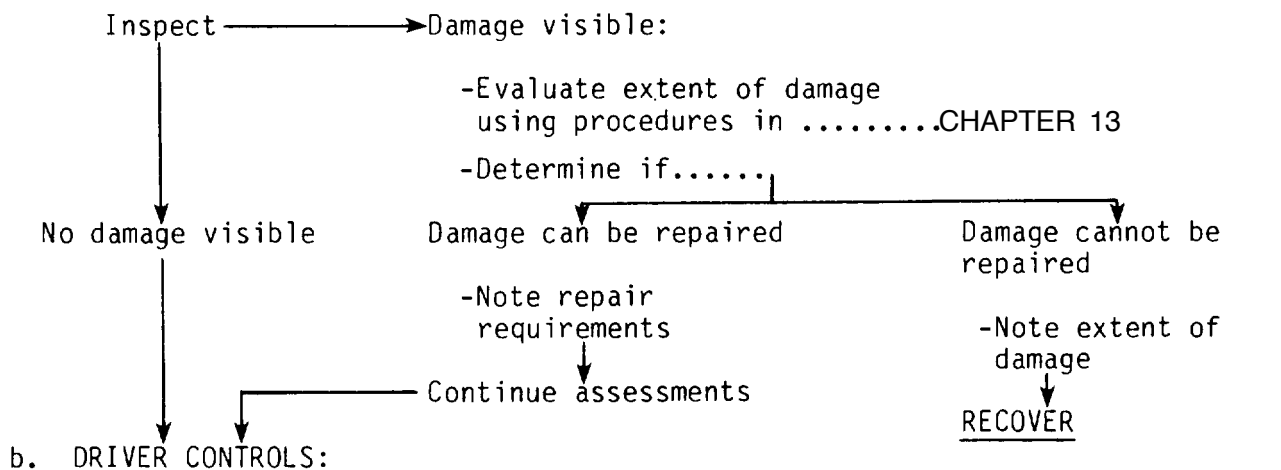 Inspect Damage visible:
-Evaluate extent of damage
using procedures in .........CHAPTER 13
-Determine if......
No damage visible Damage can be repaired Damage cannot be
repaired
-Note repair
requirements -Note extent of
damage
Continue assessments
RECOVER
b. DRIVER CONTROLS: